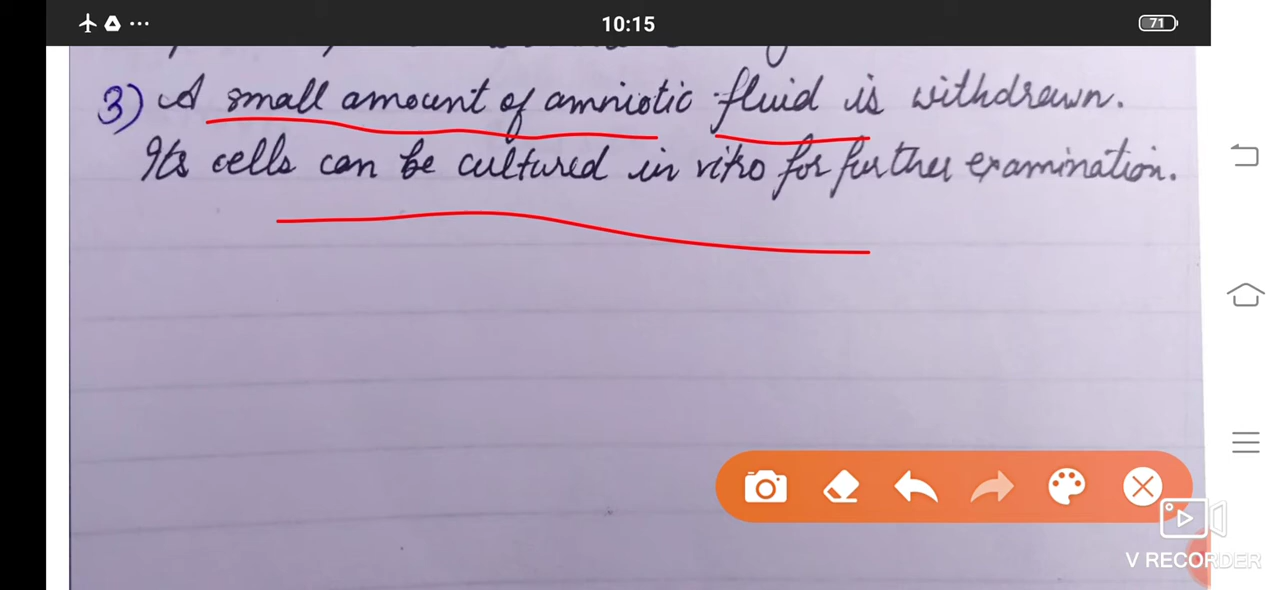 10:15
71
3) A small amount of amniotic fluid is withdrawn.
Its cells can be cultured in vitro for further examination.
V RECORDER